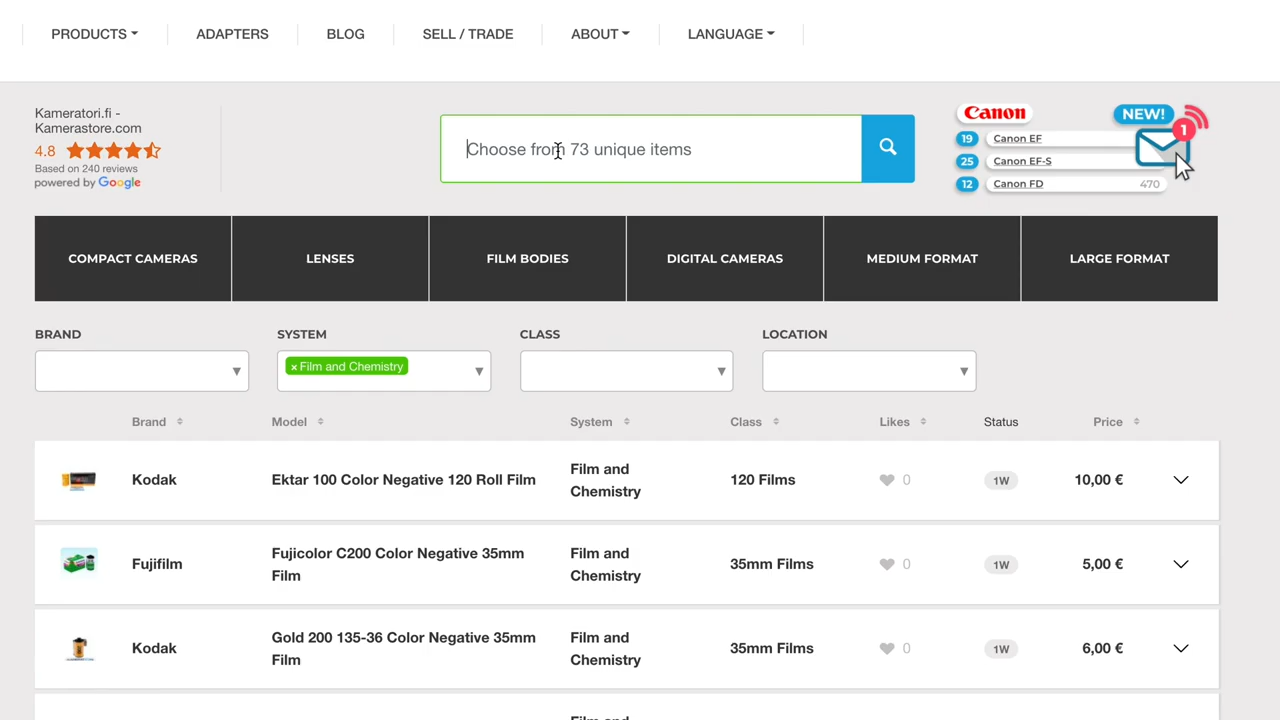 PRODUCTS
ADAPTERS
BLOG
SELL / TRADE
ABOUT
LANGUAGE
Kameratori.fi -
Kamerastore.com
4.8
Based on 240 reviews
powered by Google
Choose from 73 unique items
Canon
NEW!
1
19 Canon EF
25 Canon EF-S
12 Canon FD 470
COMPACT CAMERAS
LENSES
FILM BODIES
DIGITAL CAMERAS
MEDIUM FORMAT
LARGE FORMAT
BRAND
SYSTEM
CLASS
LOCATION
×Film and Chemistry
Brand Model System Class Likes Status Price
Kodak
Ektar 100 Color Negative 120 Roll Film
Film and
Chemistry
120 Films
0
1W
10,00 €
Fujifilm
Fujicolor C200 Color Negative 35mm
Film
Film and
Chemistry
35mm Films
0
1W
5,00 €
Kodak
Gold 200 135-36 Color Negative 35mm
Film
Film and
Chemistry
35mm Films
0
1W
6,00 €
Film and